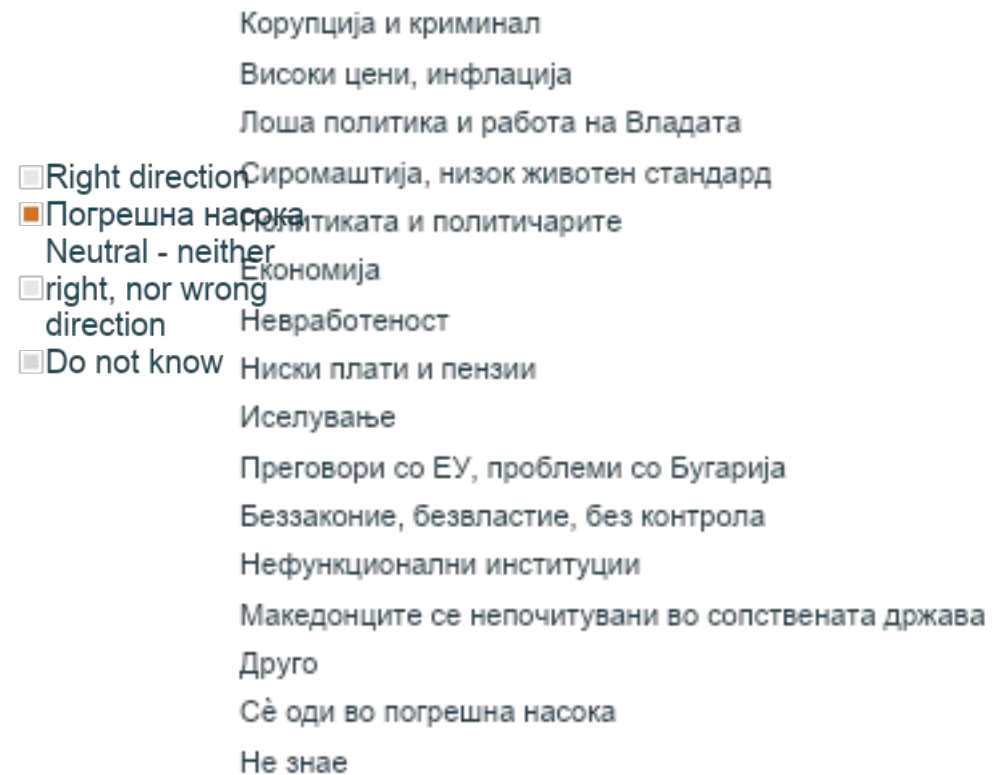 Корупција и криминал
Високи цени, инфлација
Лоша политика и работа на Владата
Сиромаштија, низок животен стандард
Политиката и политичарите
Економија
Невработеност
Ниски плати и пензии
Иселување
Преговори со ЕУ, проблеми со Бугарија
Беззаконие, безвластие, без контрола
Нефункционални институции
Македонците се непочитувани во сопствената држава
Друго
Сѐ оди во погрешна насока
Не знае
Right direction
Погрешна насока
Neutral - neither
right, nor wrong
direction
Do not know